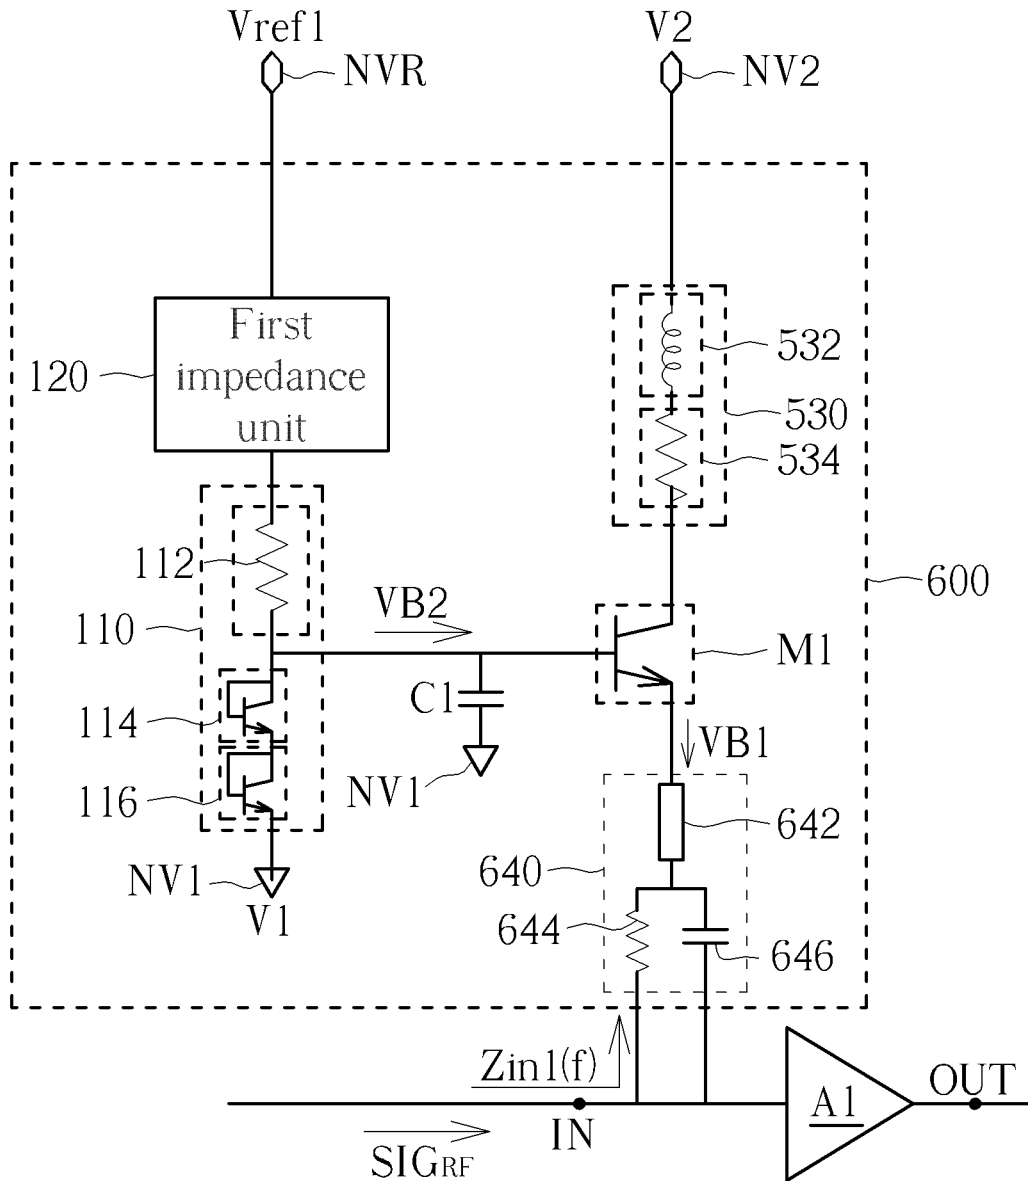 Vref1
V2
NVR
NV2
First
impedance
unit
120
532
530
534
112
600
VB2
110
M1
C1
114
VB1
NV1
116
642
640
NV1
V1
644
646
Zin1(f)
OUT
A1
IN
SIGRF